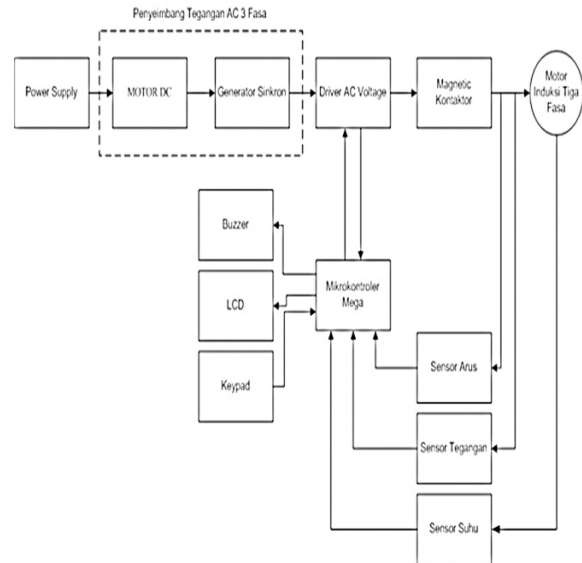 Penyeimbang Tegangan AC 3 Fasa
Power Supply
MOTOR DC
Generator Sinkron
Driver AC Voltage
Magnetic
Kontaktor
Motor
Induksi Tiga
Fasa
Buzzer
LCD
Keypad
Mikrokontroler
Mega
Sensor Arus
Sensor Tegangan
Sensor Suhu